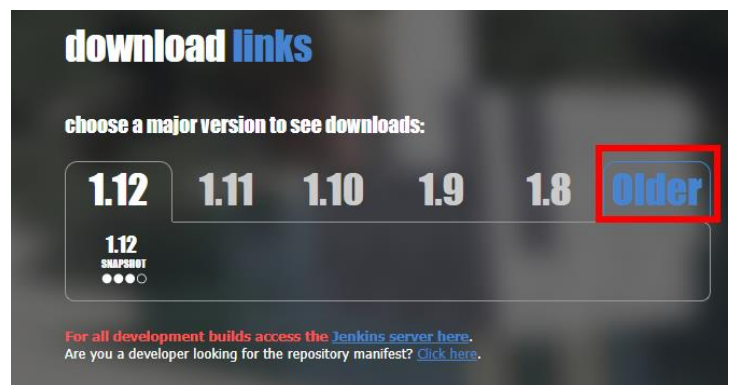 download links
choose a major version to see downloads:
1.12 1.11 1.10 1.9 1.8 Older
1.12
SNAPSHOT
For all development builds access the Jenkins server here.
Are you a developer looking for the repository manifest? Click here.